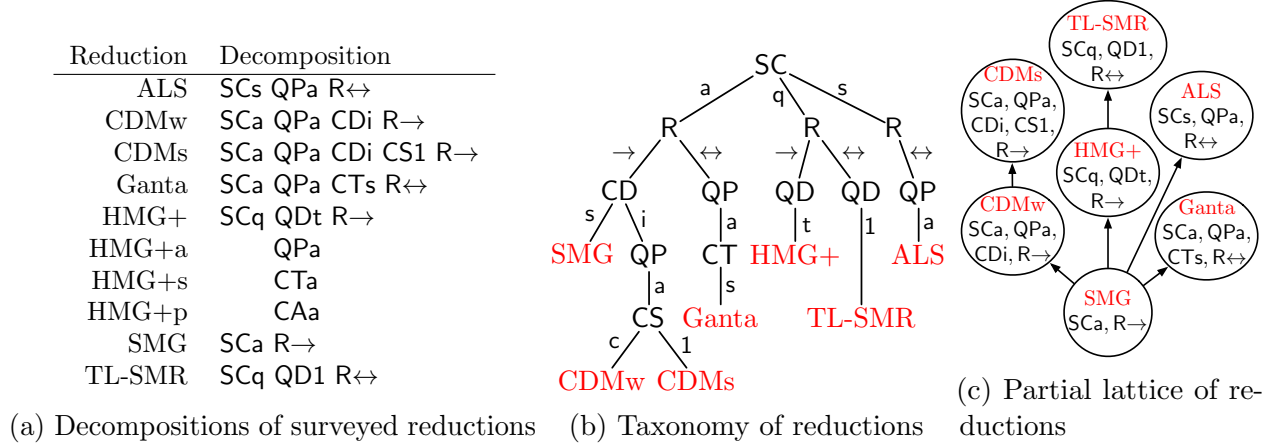 Reduction Decomposition
ALS SCs QPa R↔
CDMw SCa QPa CDi R→
CDMs SCa QPa CDi CS1 R→
Ganta SCa QPa CTs R↔
HMG+ SCq QDt R→
HMG+a QPa
HMG+s CTa
HMG+p CAa
SMG SCa R→
TL-SMR SCq QD1 R↔
(a) Decompositions of surveyed reductions
SC
a q s
R R R
→ ↔ → ↔ ↔
CD QP QD QD QP
s i a t 1 a
SMG QP CT HMG+ ALS
a s
CS Ganta TL-SMR
c 1
CDMw CDMs
(b) Taxonomy of reductions
TL-SMR
SCq, QD1,
R↔
CDMs
SCa, QPa,
CDi, CS1,
R→
ALS
SCs, QPa,
R↔
HMG+
SCq, QDt,
R→
CDMw
SCa, QPa,
CDi, R→
Ganta
SCa, QPa,
CTs, R↔
SMG
SCa, R→
(c) Partial lattice of re-
ductions